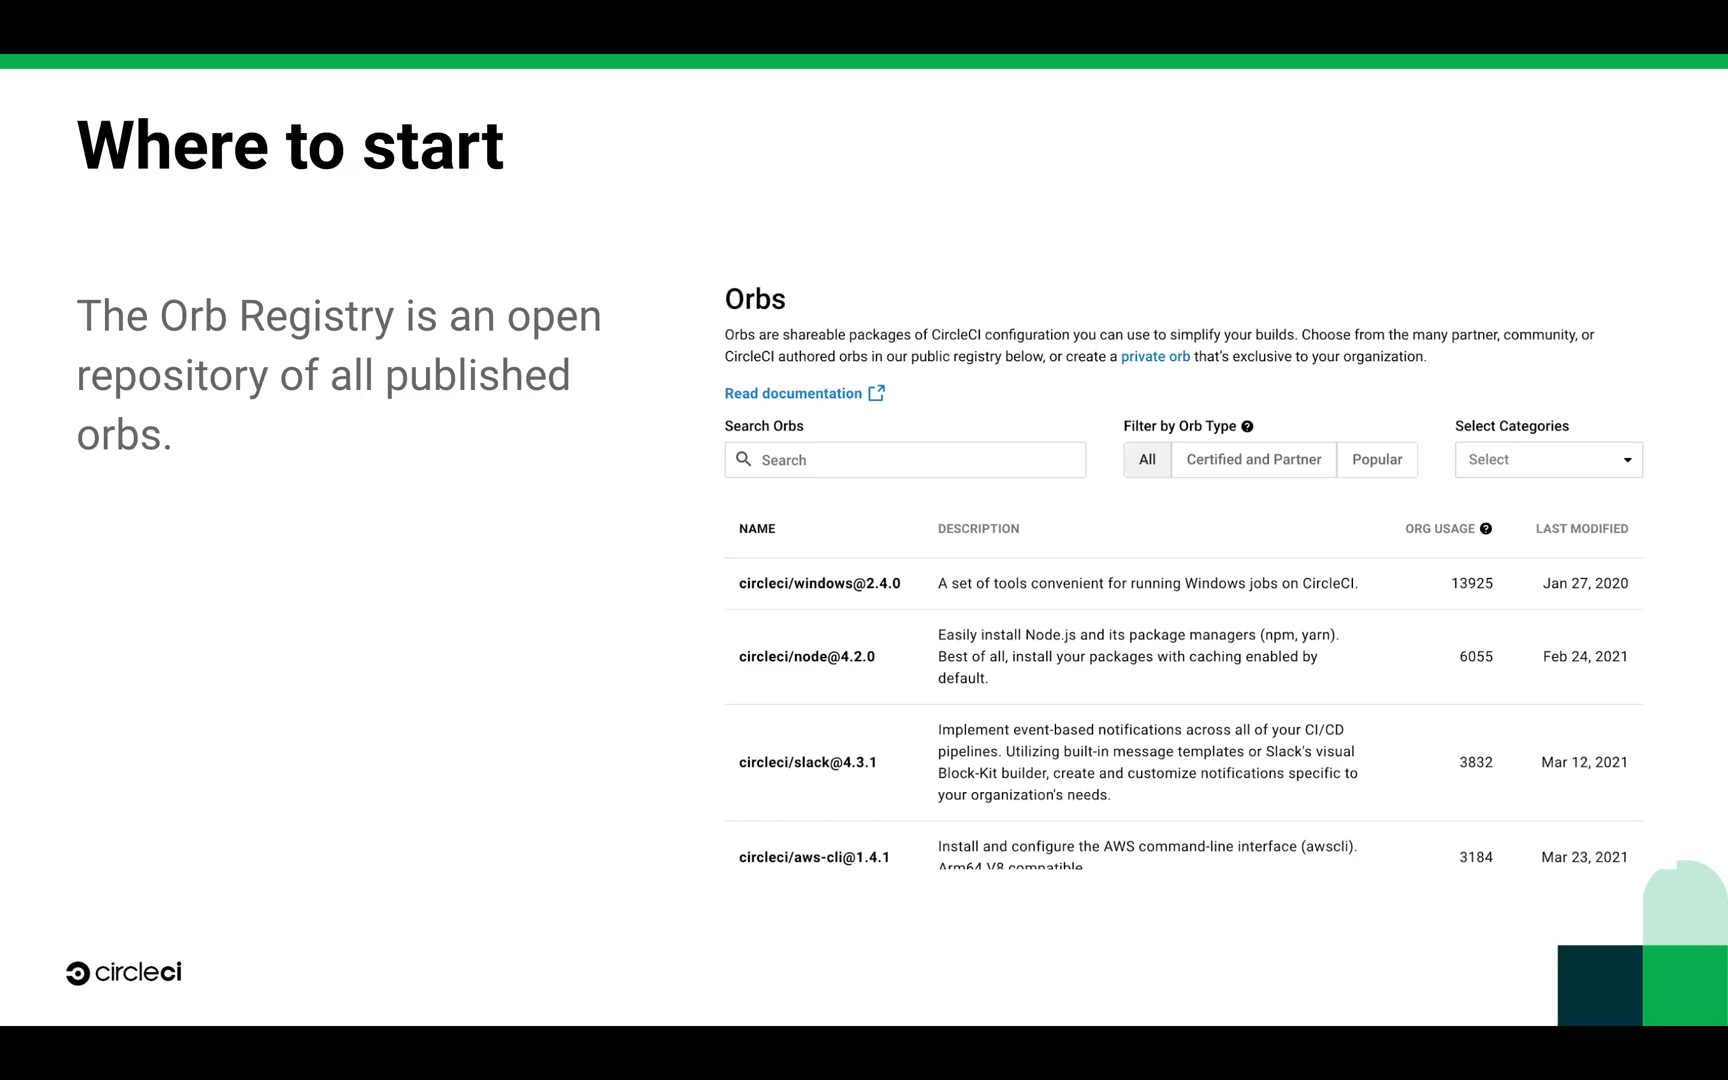 Where to start
The Orb Registry is an open
repository of all published
orbs.
Orbs
Orbs are shareable packages of CircleCI configuration you can use to simplify your builds. Choose from the many partner, community, or
CircleCI authored orbs in our public registry below, or create a private orb that's exclusive to your organization.
Read documentation
Search Orbs
Filter by Orb Type ?
Select Categories
Search
All
Certified and Partner
Popular
Select
NAME
DESCRIPTION
ORG USAGE ?
LAST MODIFIED
circleci/windows@2.4.0
A set of tools convenient for running Windows jobs on CircleCI.
13925
Jan 27, 2020
circleci/node@4.2.0
Easily install Node.js and its package managers (npm, yarn).
Best of all, install your packages with caching enabled by
default.
6055
Feb 24, 2021
circleci/slack@4.3.1
Implement event-based notifications across all of your CI/CD
pipelines. Utilizing built-in message templates or Slack's visual
Block-Kit builder, create and customize notifications specific to
your organization's needs.
3832
Mar 12, 2021
circleci/aws-cli@1.4.1
Install and configure the AWS command-line interface (awscli).
Arm64 V8 compatible
3184
Mar 23, 2021
circleci